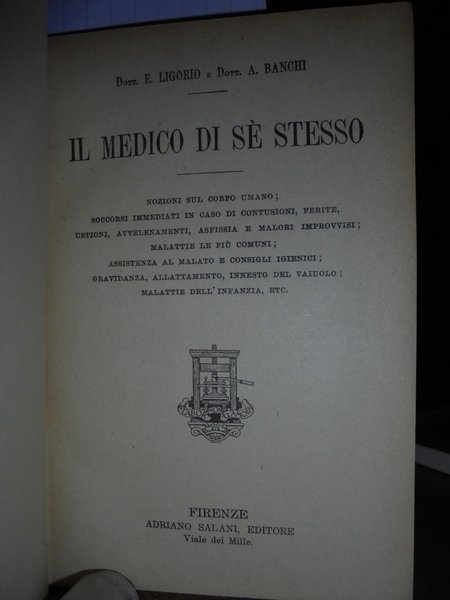 Dott. E. LIGORIO e Dott. A. BANCHI
IL MEDICO DI SÈ STESSO
NOZIONI SUL CORPO UMANO;
SOCCORSI IMMEDIATI IN CASO DI CONTUSIONI, FERITE,
USTIONI, AVVELENAMENTI, ASFISSIA E MALORI IMPROVVISI;
MALATTIE LE PIÙ COMUNI;
ASSISTENZA AL MALATO E CONSIGLI IGIENICI;
GRAVIDANZA, ALLATTAMENTO, INNESTO DEL VAIUOLO;
MALATTIE DELL'INFANZIA, ETC.
FIRENZE
ADRIANO SALANI, EDITORE
Viale dei Mille.